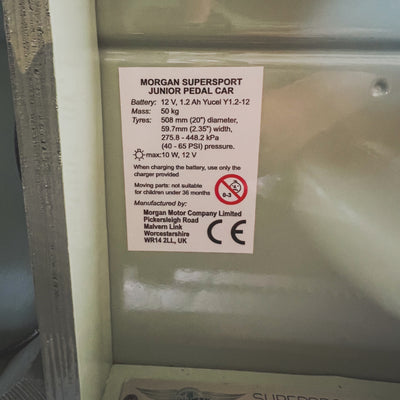 MORGAN SUPERSPORT
JUNIOR PEDAL CAR
Battery: 12 V, 1.2 Ah Yucel Y1.2-12
Mass: 50 kg
Tyres: 508 mm (20") diameter,
59.7mm (2.35") width,
275.8 - 448.2 kPa
(40 - 65 PSI) pressure.
max:10 W, 12 V
When charging the battery, use only the
charger provided
Moving parts: not suitable
for children under 36 months
0-3
Manufactured by:
Morgan Motor Company Limited
Pickersleigh Road
Malvern Link
Worcestershire
WR14 2LL, UK
CE